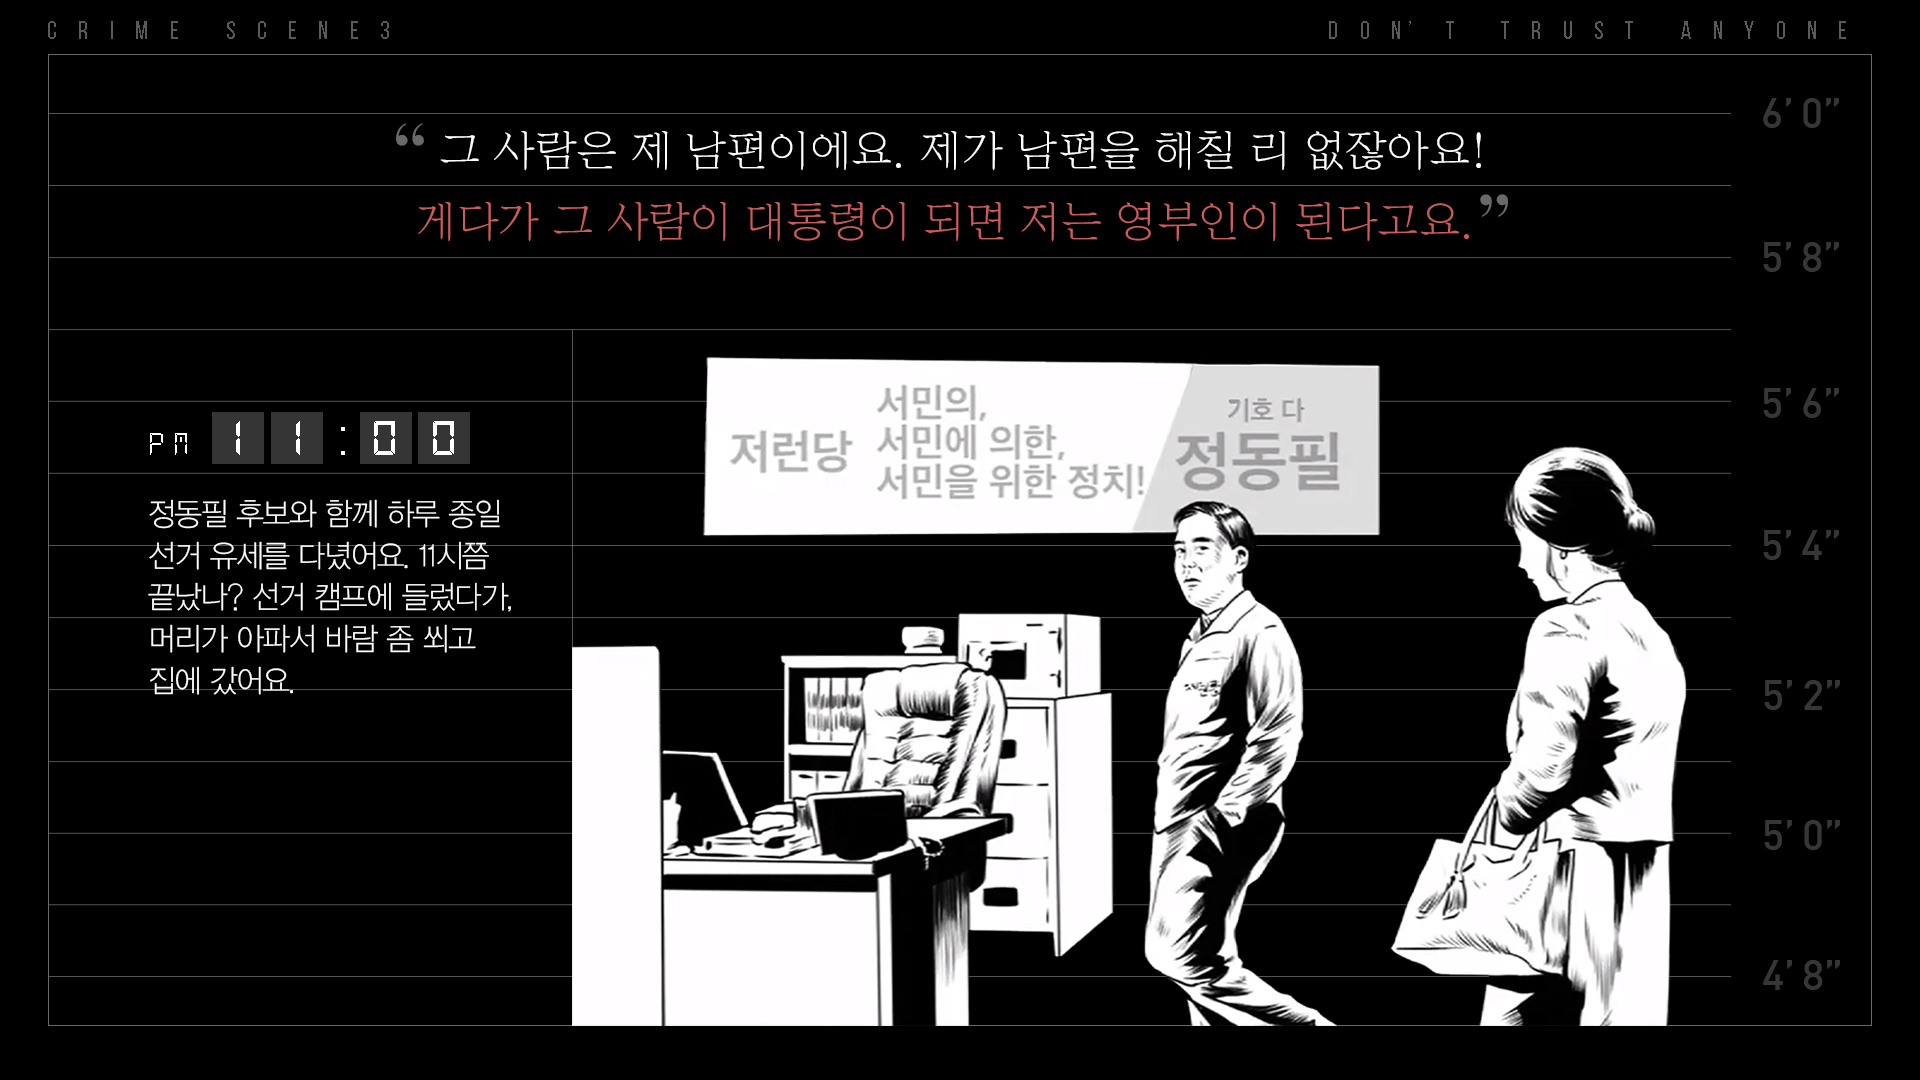 CRIME SCENE3
DON'T TRUST ANYONE
“ 그 사람은 제 남편이에요. 제가 남편을 해칠 리 없잖아요!
게다가 그 사람이 대통령이 되면 저는 영부인이 된다고요. ”
PM 11:00
정동필 후보와 함께 하루 종일
선거 유세를 다녔어요. 11시쯤
끝났나? 선거 캠프에 들렀다가,
머리가 아파서 바람 좀 쐬고
집에 갔어요.
저런당
서민의,
서민에 의한,
서민을 위한 정치!
기호 다
정동필
6’ 0”
5’ 8”
5’ 6”
5’ 4”
5’ 2”
5’ 0”
4’ 8”